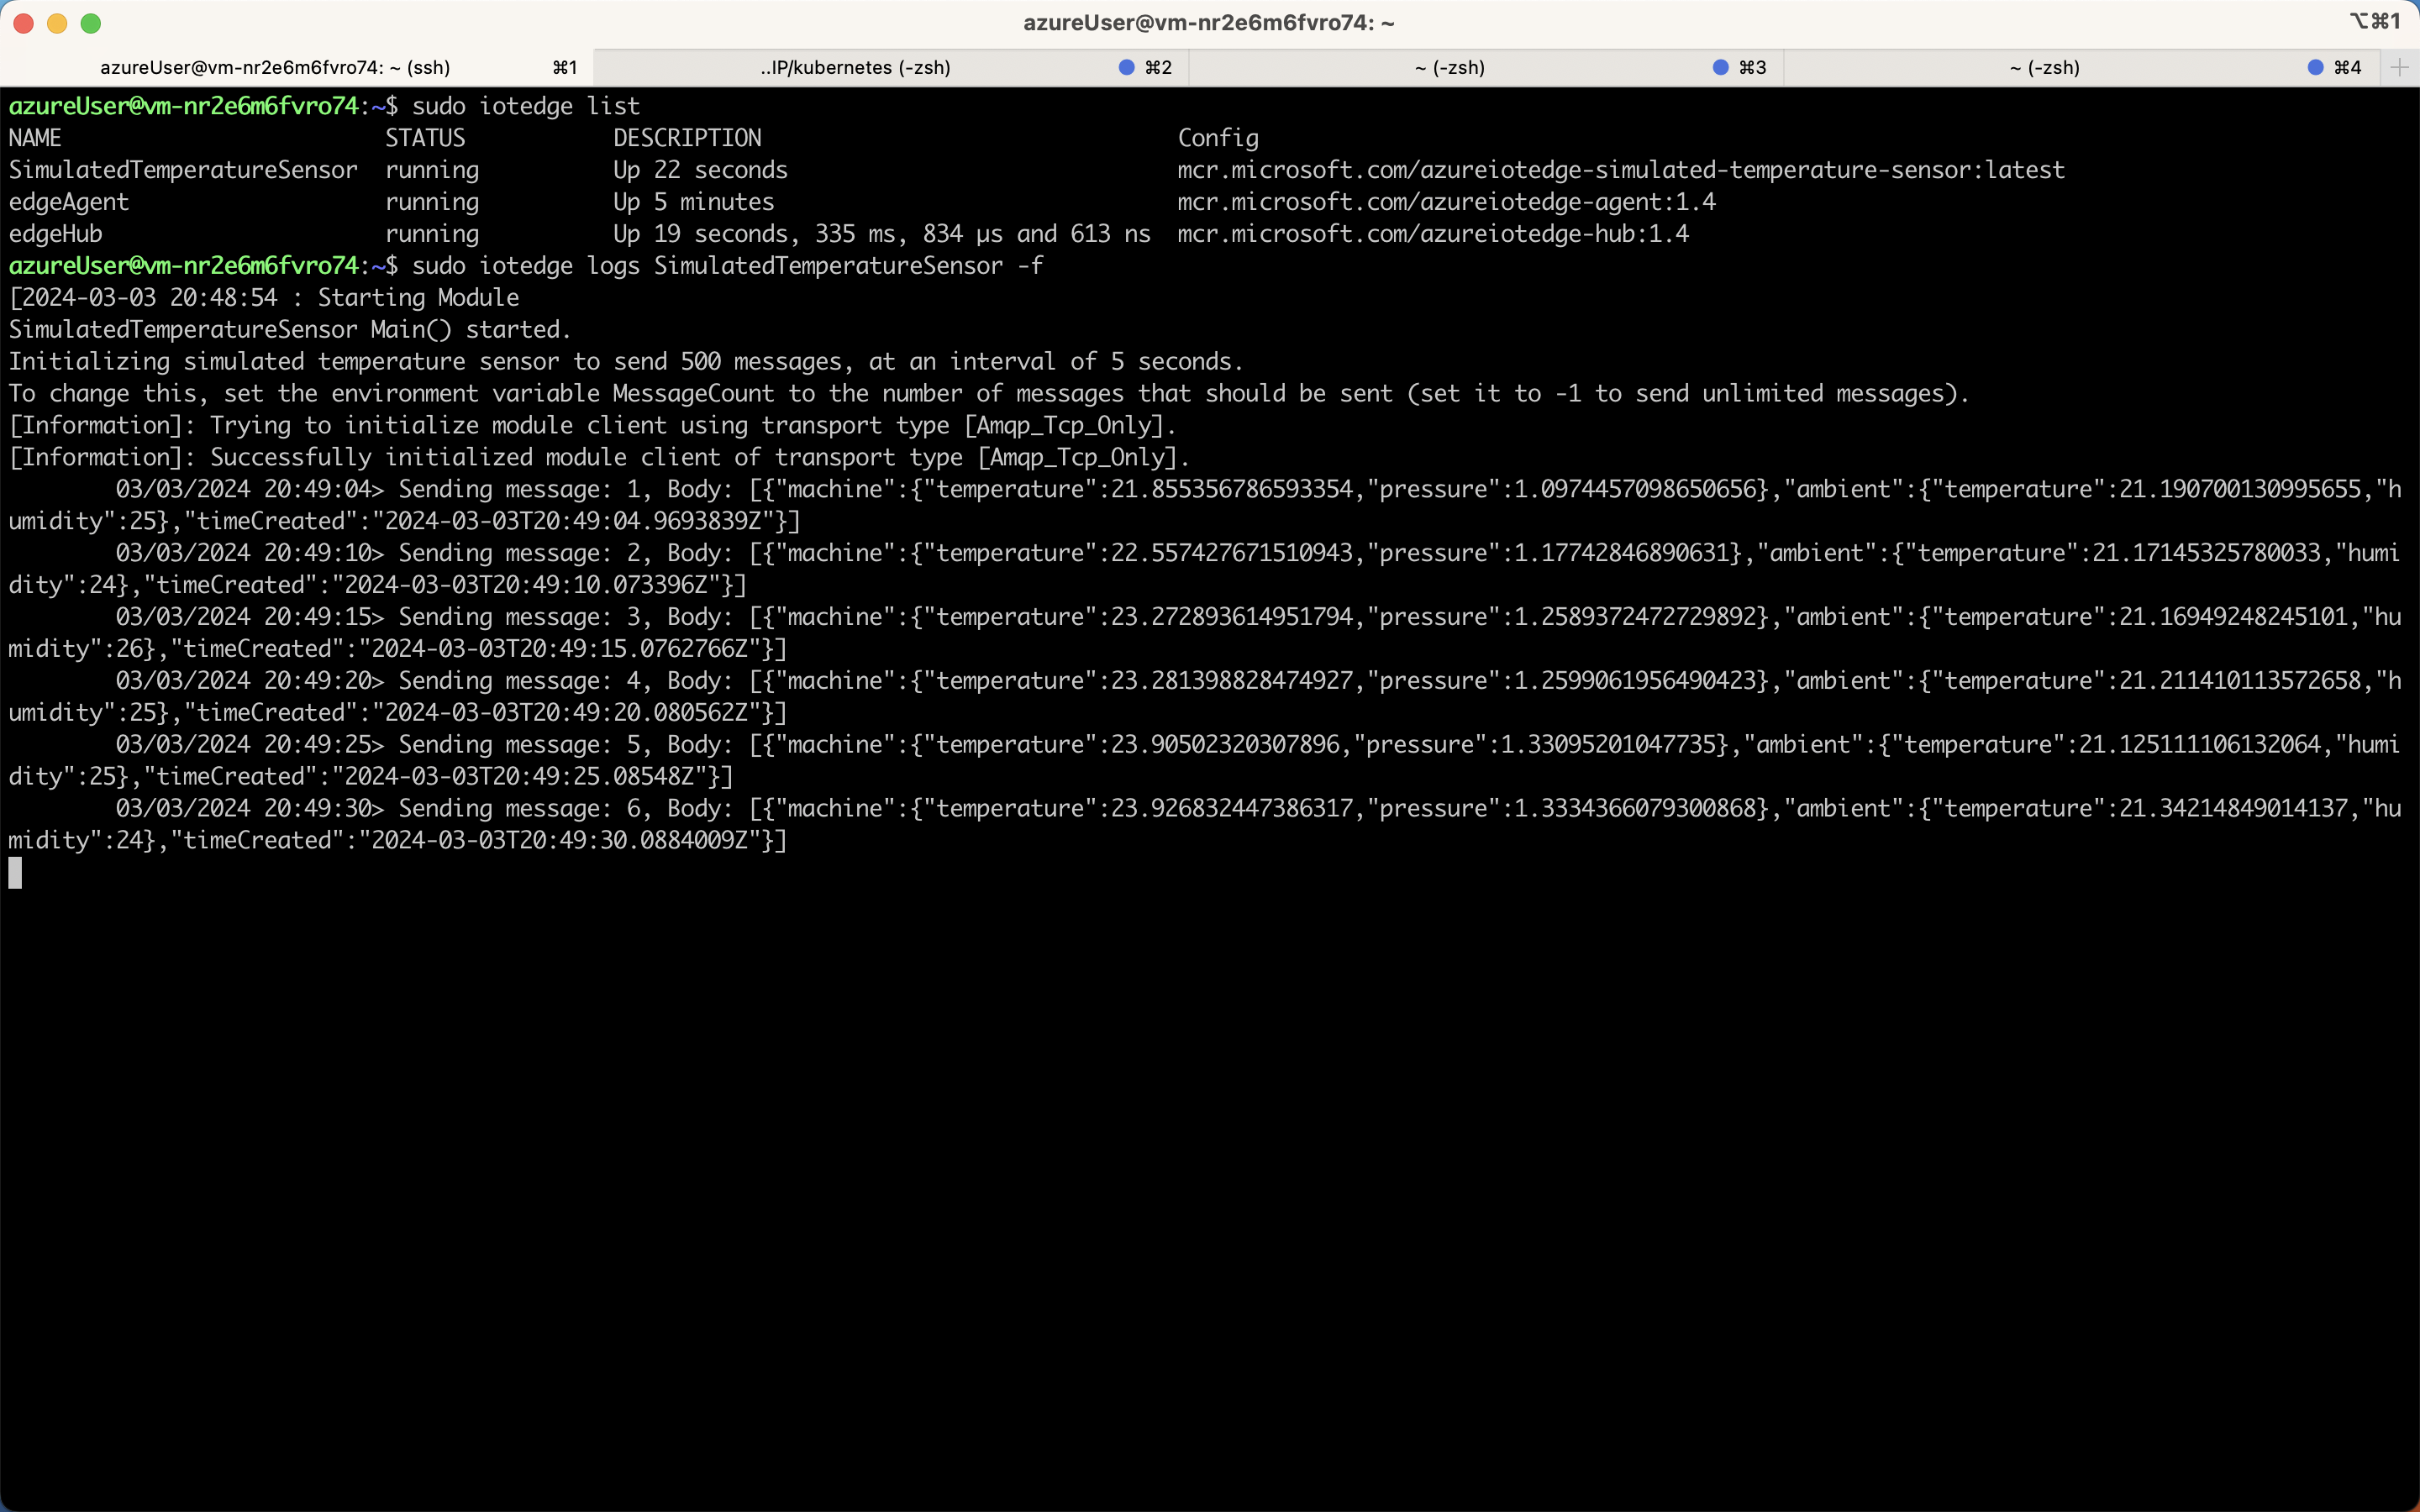 azureUser@vm-nr2e6m6fvro74: ~
⌥⌘1
azureUser@vm-nr2e6m6fvro74: ~ (ssh) ⌘1 ..IP/kubernetes (-zsh) ⌘2 ~ (-zsh) ⌘3 ~ (-zsh) ⌘4
azureUser@vm-nr2e6m6fvro74:~$ sudo iotedge list
NAME STATUS DESCRIPTION Config
SimulatedTemperatureSensor running Up 22 seconds mcr.microsoft.com/azureiotedge-simulated-temperature-sensor:latest
edgeAgent running Up 5 minutes mcr.microsoft.com/azureiotedge-agent:1.4
edgeHub running Up 19 seconds, 335 ms, 834 µs and 613 ns mcr.microsoft.com/azureiotedge-hub:1.4
azureUser@vm-nr2e6m6fvro74:~$ sudo iotedge logs SimulatedTemperatureSensor -f
[2024-03-03 20:48:54 : Starting Module
SimulatedTemperatureSensor Main() started.
Initializing simulated temperature sensor to send 500 messages, at an interval of 5 seconds.
To change this, set the environment variable MessageCount to the number of messages that should be sent (set it to -1 to send unlimited messages).
[Information]: Trying to initialize module client using transport type [Amqp_Tcp_Only].
[Information]: Successfully initialized module client of transport type [Amqp_Tcp_Only].
03/03/2024 20:49:04> Sending message: 1, Body: [{"machine":{"temperature":21.855356786593354,"pressure":1.0974457098650656},"ambient":{"temperature":21.190700130995655,"h
umidity":25},"timeCreated":"2024-03-03T20:49:04.9693839Z"}]
03/03/2024 20:49:10> Sending message: 2, Body: [{"machine":{"temperature":22.557427671510943,"pressure":1.17742846890631},"ambient":{"temperature":21.17145325780033,"humi
dity":24},"timeCreated":"2024-03-03T20:49:10.073396Z"}]
03/03/2024 20:49:15> Sending message: 3, Body: [{"machine":{"temperature":23.272893614951794,"pressure":1.2589372472729892},"ambient":{"temperature":21.16949248245101,"hu
midity":26},"timeCreated":"2024-03-03T20:49:15.0762766Z"}]
03/03/2024 20:49:20> Sending message: 4, Body: [{"machine":{"temperature":23.281398828474927,"pressure":1.2599061956490423},"ambient":{"temperature":21.211410113572658,"h
umidity":25},"timeCreated":"2024-03-03T20:49:20.080562Z"}]
03/03/2024 20:49:25> Sending message: 5, Body: [{"machine":{"temperature":23.90502320307896,"pressure":1.33095201047735},"ambient":{"temperature":21.125111106132064,"humi
dity":25},"timeCreated":"2024-03-03T20:49:25.08548Z"}]
03/03/2024 20:49:30> Sending message: 6, Body: [{"machine":{"temperature":23.926832447386317,"pressure":1.3334366079300868},"ambient":{"temperature":21.34214849014137,"hu
midity":24},"timeCreated":"2024-03-03T20:49:30.0884009Z"}]